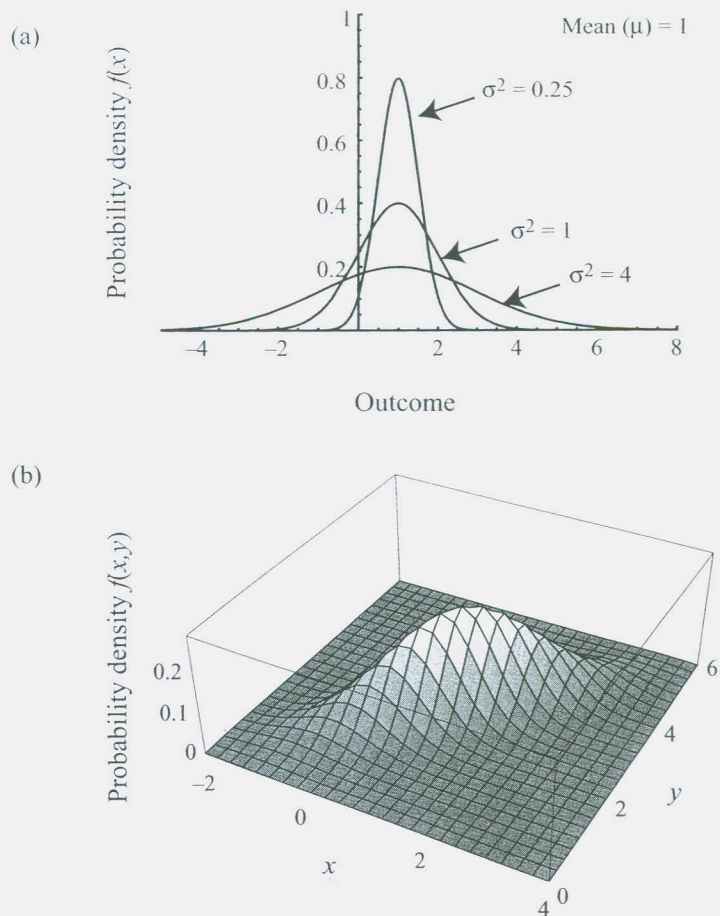 (a)
Mean (μ) = 1
Probability density f(x)
1
0.8
0.6
0.4
0.2
σ² = 0.25
σ² = 1
σ² = 4
−4 −2 2 4 6 8
Outcome
(b)
Probability density f(x,y)
0.2
0.1
0
−2
0
2
4
x
0
2
4
6
y